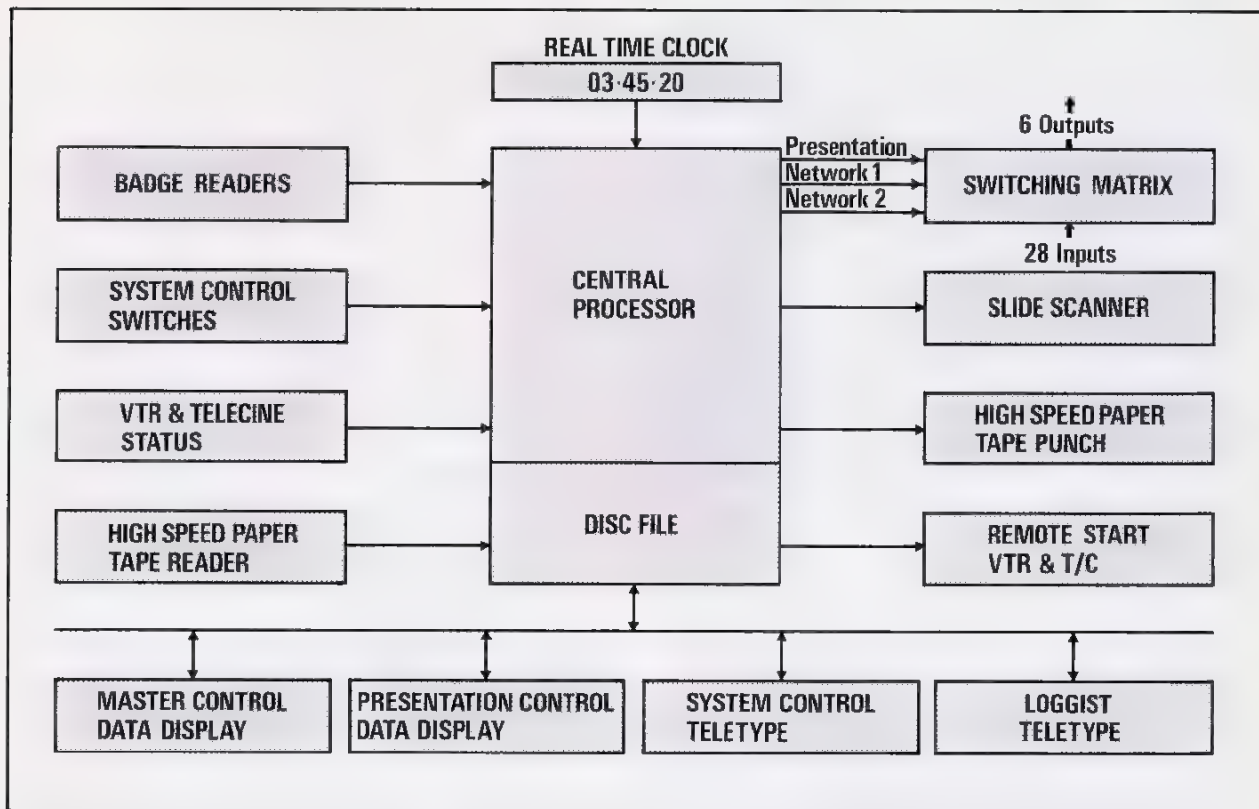 REAL TIME CLOCK
03·45·20
6 Outputs
BADGE READERS
Presentation
Network 1
Network 2
SWITCHING MATRIX
28 Inputs
SYSTEM CONTROL
SWITCHES
CENTRAL
PROCESSOR
SLIDE SCANNER
VTR & TELECINE
STATUS
HIGH SPEED PAPER
TAPE PUNCH
HIGH SPEED PAPER
TAPE READER
DISC FILE
REMOTE START
VTR & T/C
MASTER CONTROL
DATA DISPLAY
PRESENTATION CONTROL
DATA DISPLAY
SYSTEM CONTROL
TELETYPE
LOGGIST
TELETYPE